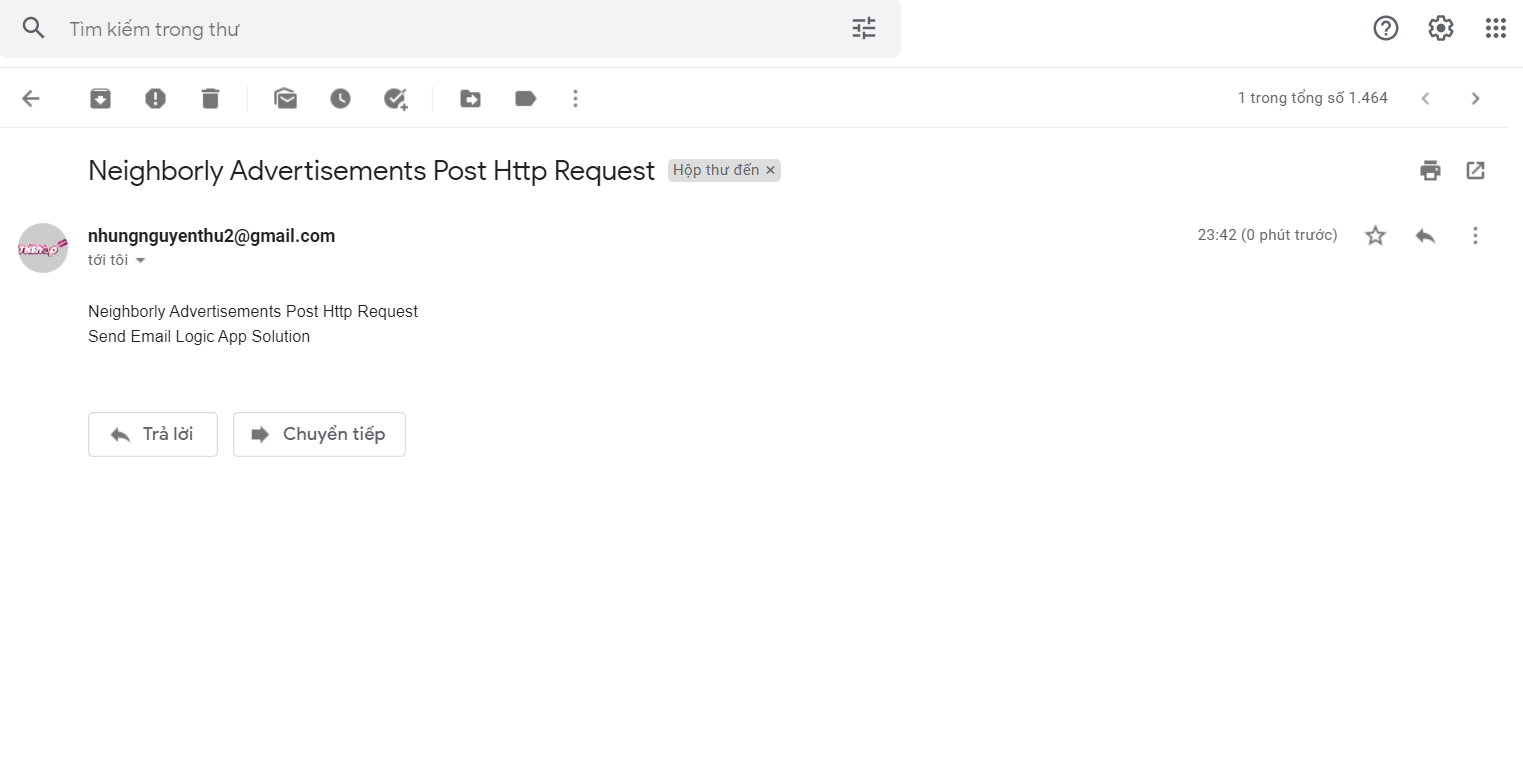 Tìm kiếm trong thư
1 trong tổng số 1.464
Neighborly Advertisements Post Http Request Hộp thư đến ×
nhungnguyenthu2@gmail.com 23:42 (0 phút trước)
tới tôi
Neighborly Advertisements Post Http Request
Send Email Logic App Solution
Trả lời Chuyển tiếp